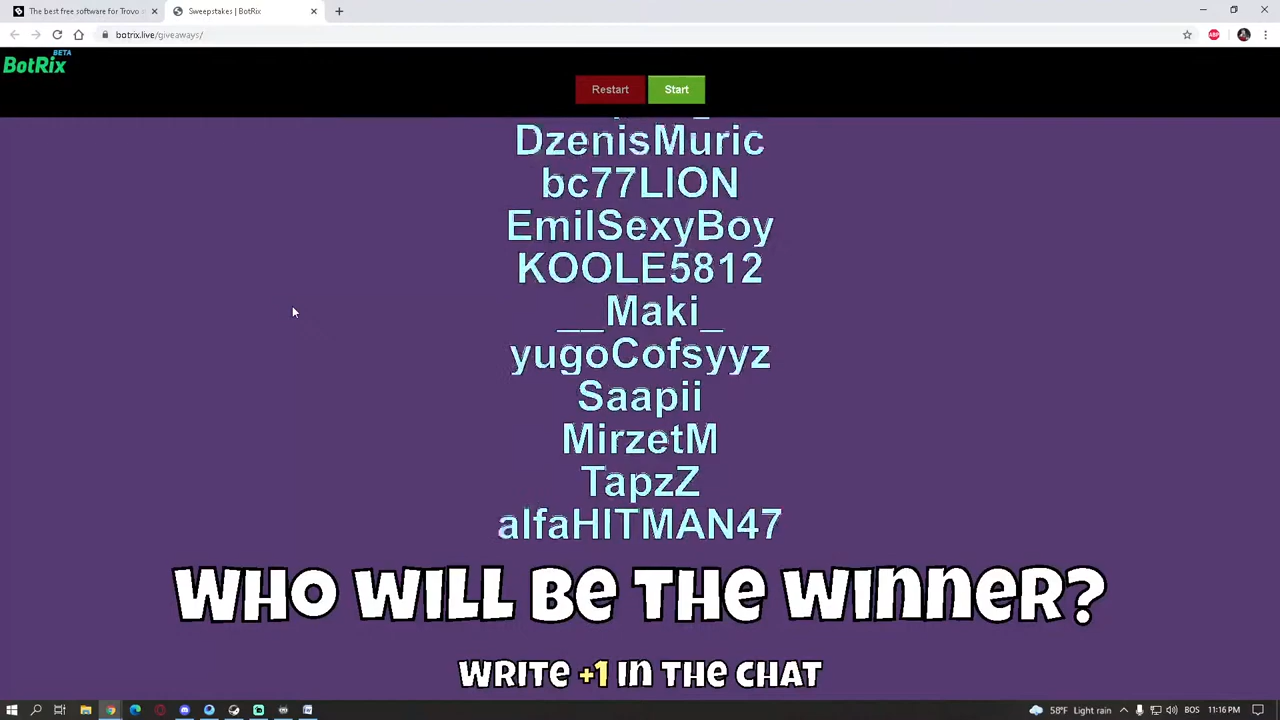 The best free software for Trovo
Sweepstakes | BotRix
botrix.live/giveaways/
ABP
BETA
BotRix
Restart
Start
DzenisMuric
bc77LION
EmilSexyBoy
KOOLE5812
__Maki_
yugoCofsyyz
Saapii
MirzetM
TapzZ
alfaHITMAN47
WHO WILL BE THE WINNER?
WRITE +1 IN THE CHAT
58°F Light rain
BOS
11:16 PM